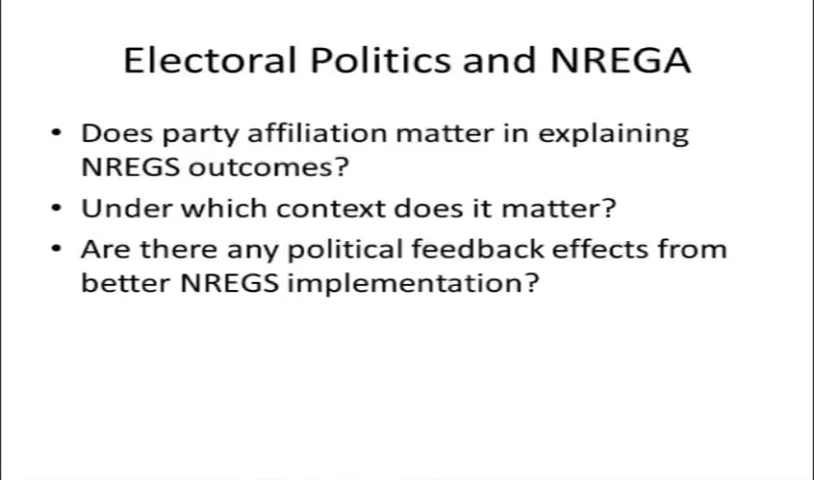 Electoral Politics and NREGA
• Does party affiliation matter in explaining
NREGS outcomes?
• Under which context does it matter?
• Are there any political feedback effects from
better NREGS implementation?